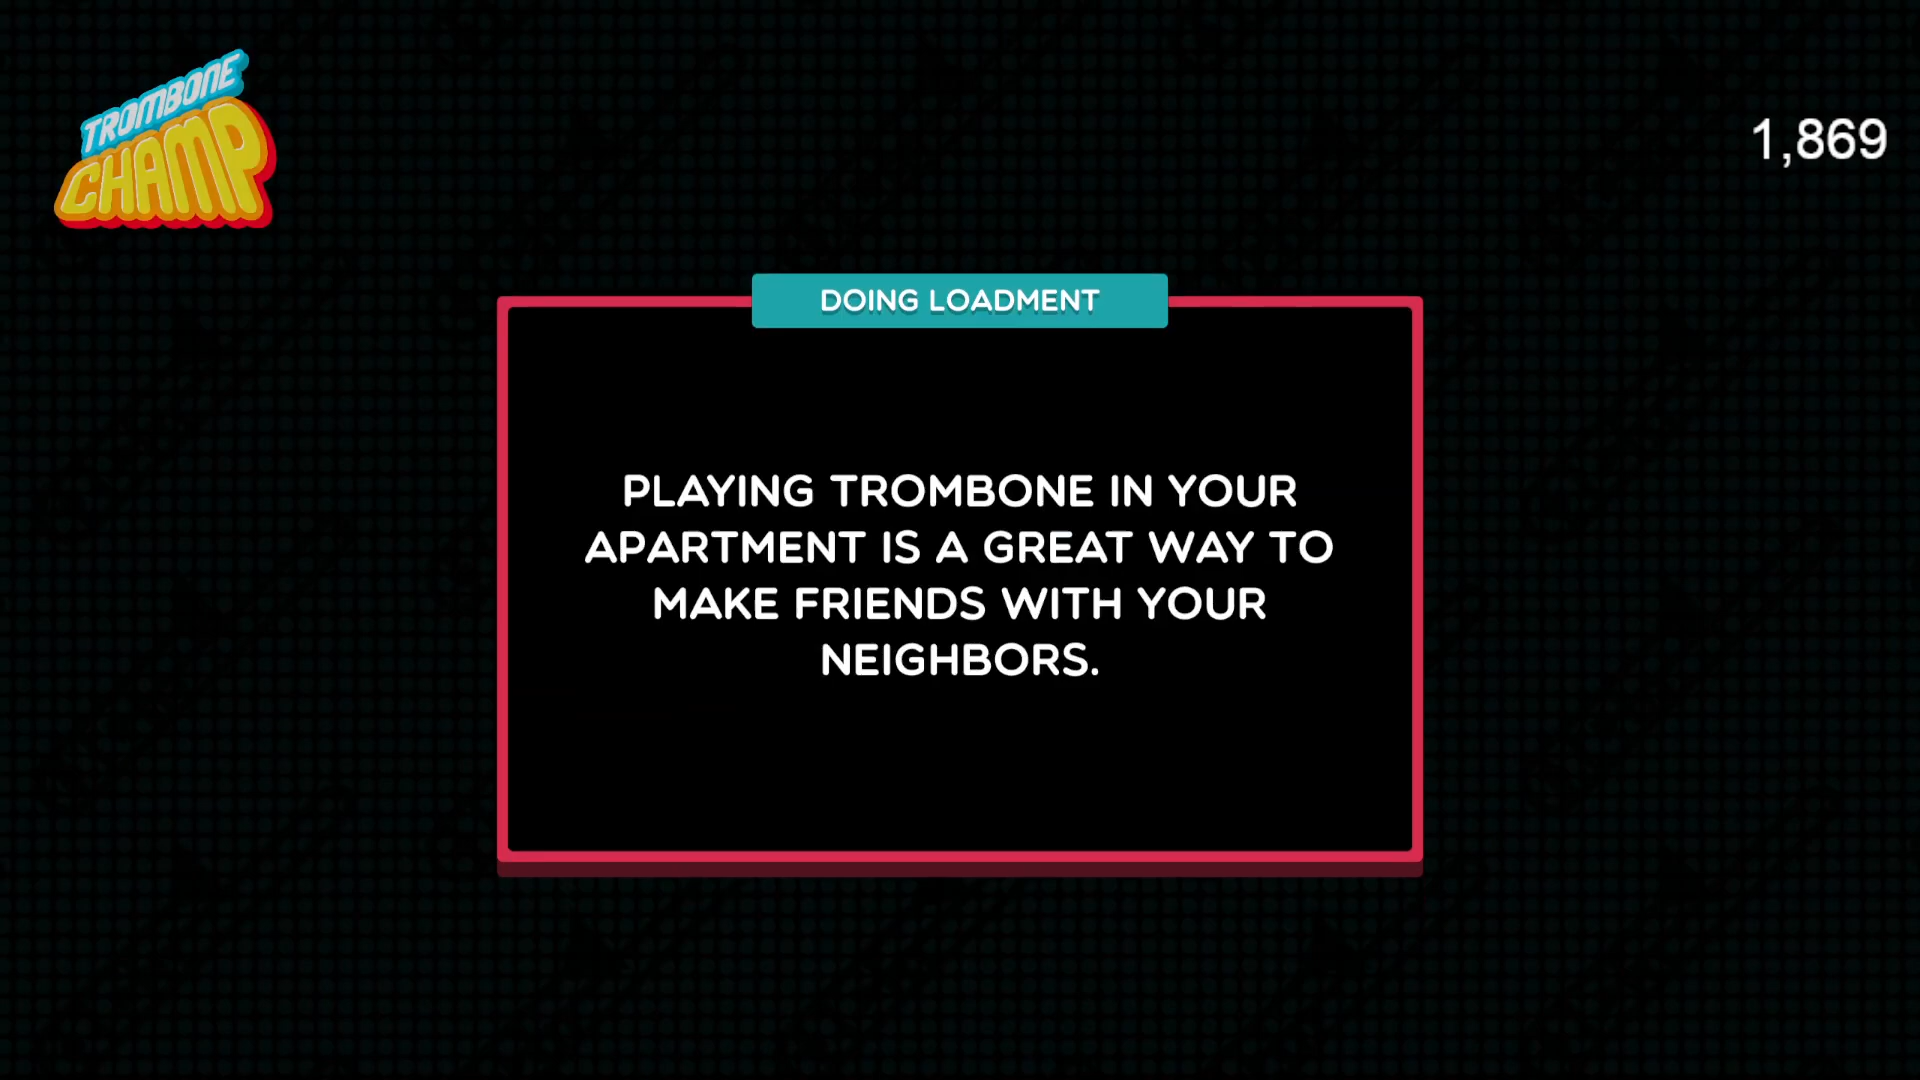 TROMBONE
CHAMP
1,869
DOING LOADMENT
PLAYING TROMBONE IN YOUR
APARTMENT IS A GREAT WAY TO
MAKE FRIENDS WITH YOUR
NEIGHBORS.